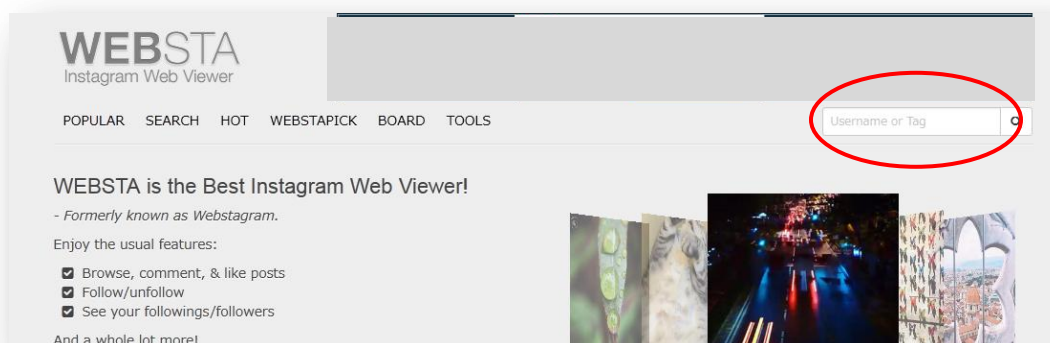 WEBSTA
Instagram Web Viewer
POPULAR SEARCH HOT WEBSTAPICK BOARD TOOLS
Username or Tag
WEBSTA is the Best Instagram Web Viewer!
- Formerly known as Webstagram.
Enjoy the usual features:
Browse, comment, & like posts
Follow/unfollow
See your followings/followers
And a whole lot more!